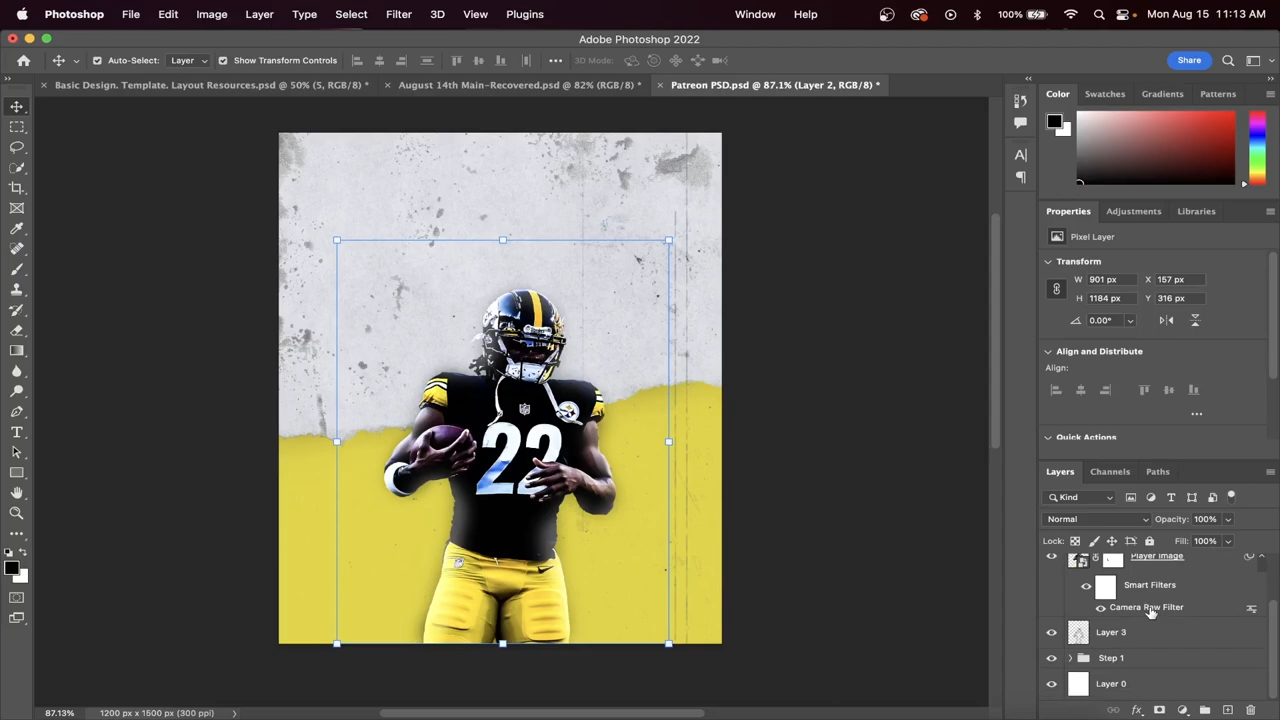 Photoshop File Edit Image Layer Type Select Filter 3D View Plugins Window Help 100% Mon Aug 15 11:13 AM
Adobe Photoshop 2022
Auto-Select: Layer Show Transform Controls 3D Mode: Share
Basic Design. Template. Layout Resources.psd @ 50% (5, RGB/8) * August 14th Main-Recovered.psd @ 82% (RGB/8) * Patreon PSD.psd @ 87.1% (Layer 2, RGB/8) *
Color Swatches Gradients Patterns
Properties Adjustments Libraries
Pixel Layer
Transform
W 901 px X 157 px
H 1184 px Y 316 px
0.00°
Align and Distribute
Align:
Quick Actions
22
Layers Channels Paths
Kind
Normal Opacity: 100%
Lock: Fill: 100%
Player Image
Smart Filters
Camera Raw Filter
Layer 3
Step 1
Layer 0
87.13% 1200 px x 1500 px (300 ppi)